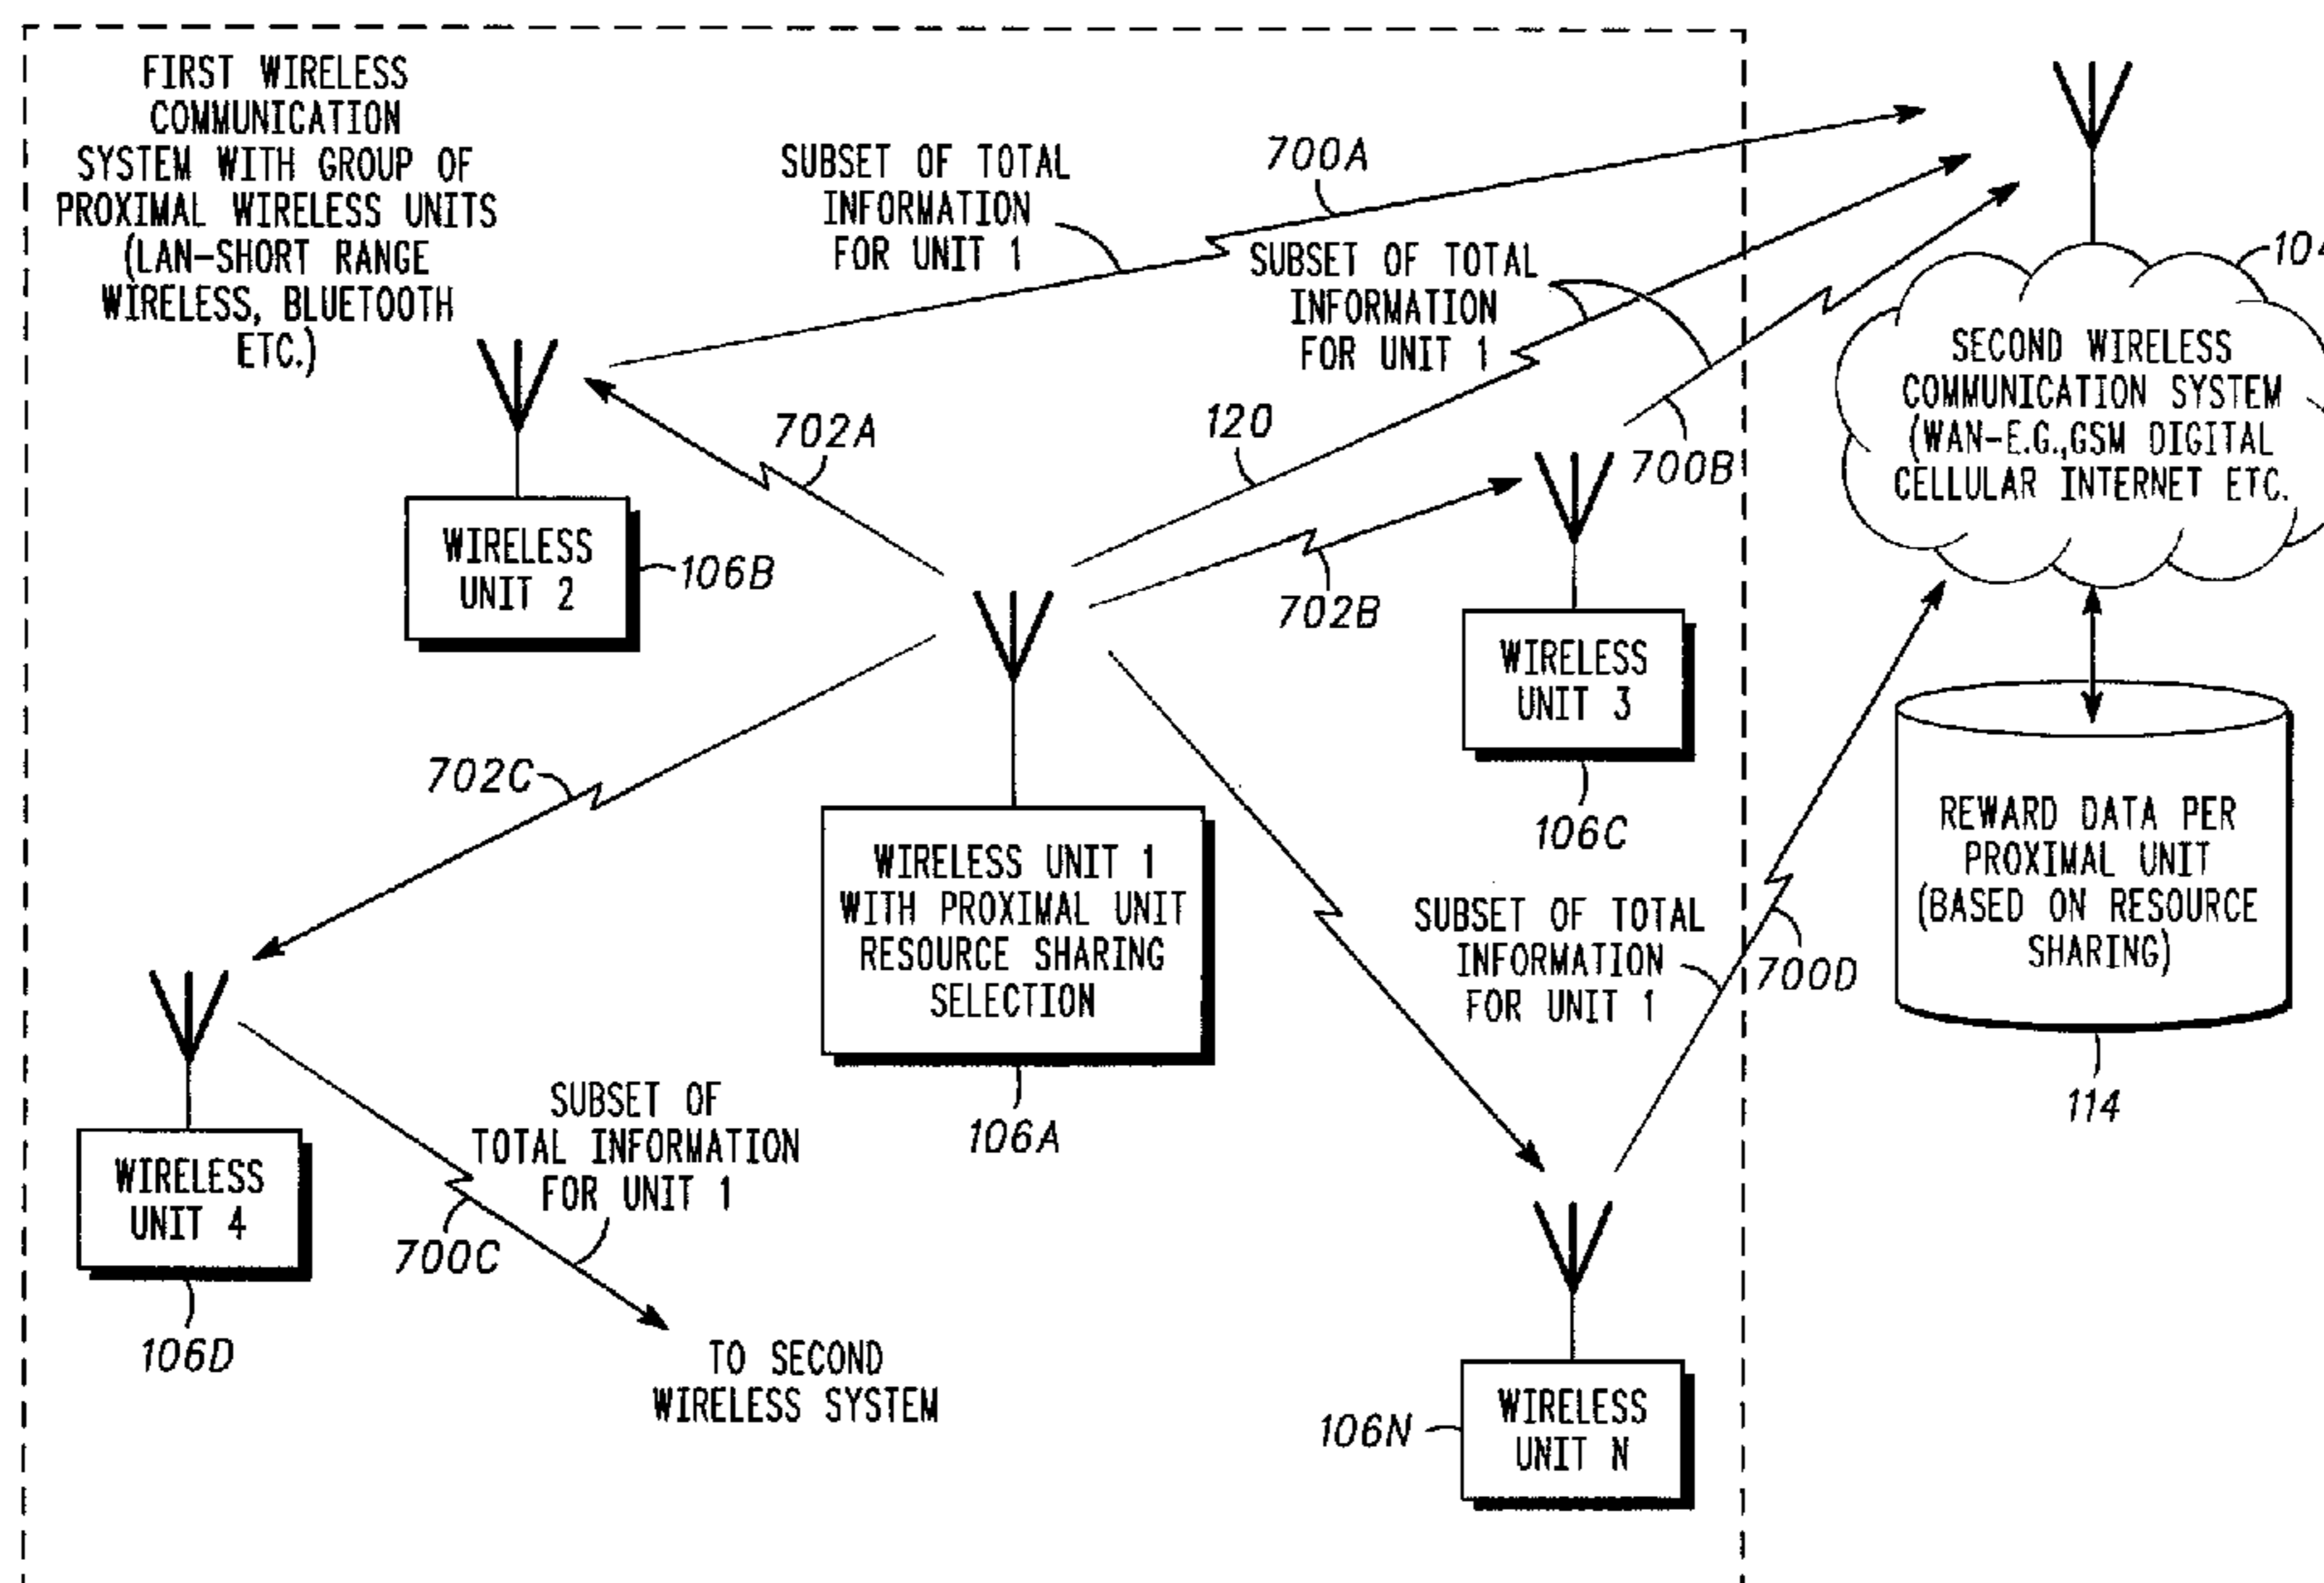 FIRST WIRELESS
COMMUNICATION
SYSTEM WITH GROUP OF
PROXIMAL WIRELESS UNITS
(LAN-SHORT RANGE
WIRELESS, BLUETOOTH
ETC.)
SUBSET OF TOTAL
INFORMATION
FOR UNIT 1
700A
SUBSET OF TOTAL
INFORMATION
FOR UNIT 1
104
SECOND WIRELESS
COMMUNICATION SYSTEM
(WAN-E.G.,GSM DIGITAL
CELLULAR INTERNET ETC.
702A
120
700B
WIRELESS
UNIT 2
106B
702B
WIRELESS
UNIT 3
106C
702C
WIRELESS UNIT 1
WITH PROXIMAL UNIT
RESOURCE SHARING
SELECTION
106A
SUBSET OF TOTAL
INFORMATION
FOR UNIT 1
700D
REWARD DATA PER
PROXIMAL UNIT
(BASED ON RESOURCE
SHARING)
114
SUBSET OF
TOTAL INFORMATION
FOR UNIT 1
WIRELESS
UNIT 4
700C
106D
TO SECOND
WIRELESS SYSTEM
106N
WIRELESS
UNIT N